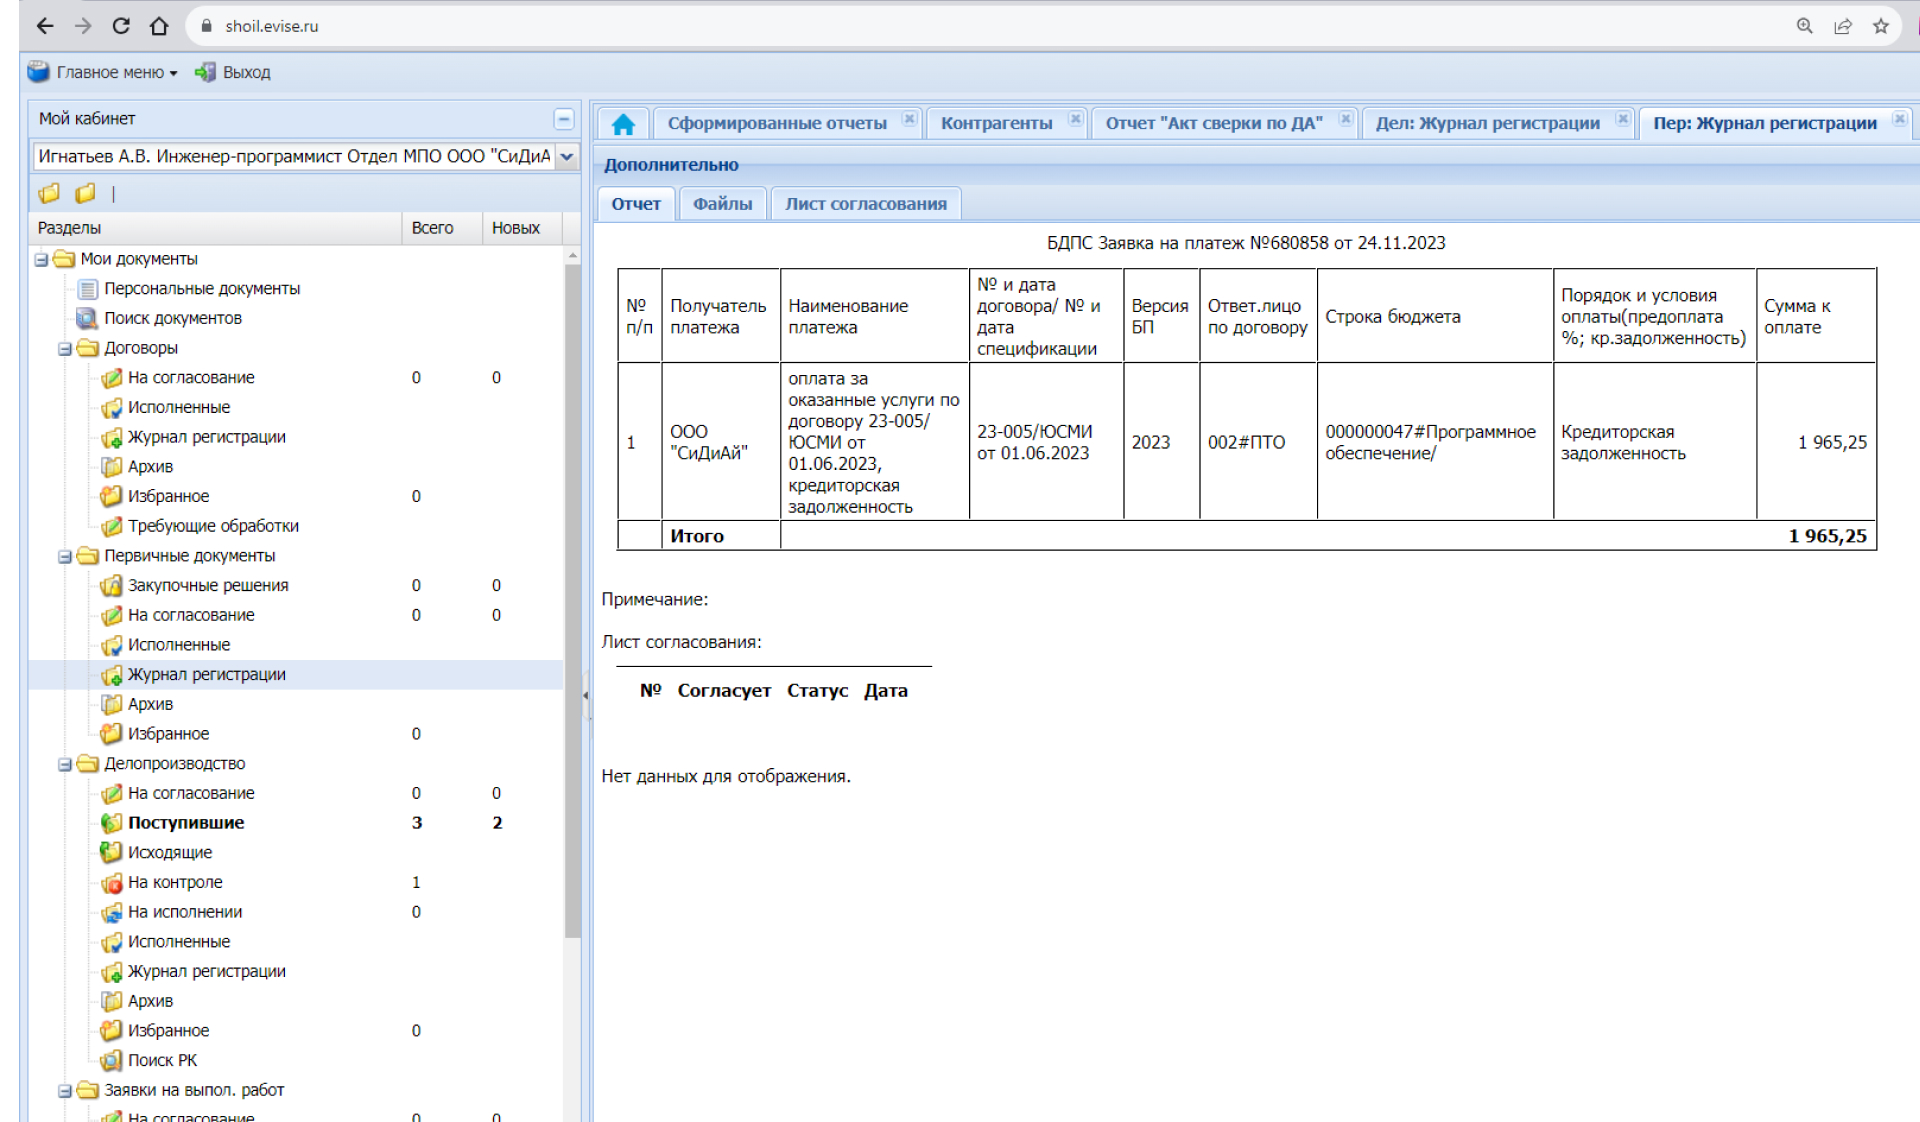 shoil.evise.ru
Главное меню Выход
Мой кабинет
Игнатьев А.В. Инженер-программист Отдел МПО ООО "СиДиА
Разделы Всего Новых
Мои документы
Персональные документы
Поиск документов
Договоры
На согласование 0 0
Исполненные
Журнал регистрации
Архив
Избранное 0
Требующие обработки
Первичные документы
Закупочные решения 0 0
На согласование 0 0
Исполненные
Журнал регистрации
Архив
Избранное 0
Делопроизводство
На согласование 0 0
Поступившие 3 2
Исходящие
На контроле 1
На исполнении 0
Исполненные
Журнал регистрации
Архив
Избранное 0
Поиск РК
Заявки на выпол. работ
На согласование 0 0
Сформированные отчеты Контрагенты Отчет "Акт сверки по ДА" Дел: Журнал регистрации Пер: Журнал регистрации
Дополнительно
Отчет Файлы Лист согласования
БДПС Заявка на платеж №680858 от 24.11.2023
№ п/п
Получатель платежа
Наименование платежа
№ и дата
договора/ № и
дата
спецификации
Версия БП
Ответ.лицо
по договору
Строка бюджета
Порядок и условия
оплаты(предоплата
%; кр.задолженность)
Сумма к
оплате
1
ООО
"СиДиАй"
оплата за
оказанные услуги по
договору 23-005/
ЮСМИ от
01.06.2023,
кредиторская
задолженность
23-005/ЮСМИ
от 01.06.2023
2023
002#ПТО
000000047#Программное
обеспечение/
Кредиторская
задолженность
1 965,25
Итого 1 965,25
Примечание:
Лист согласования:
№ Согласует Статус Дата
Нет данных для отображения.